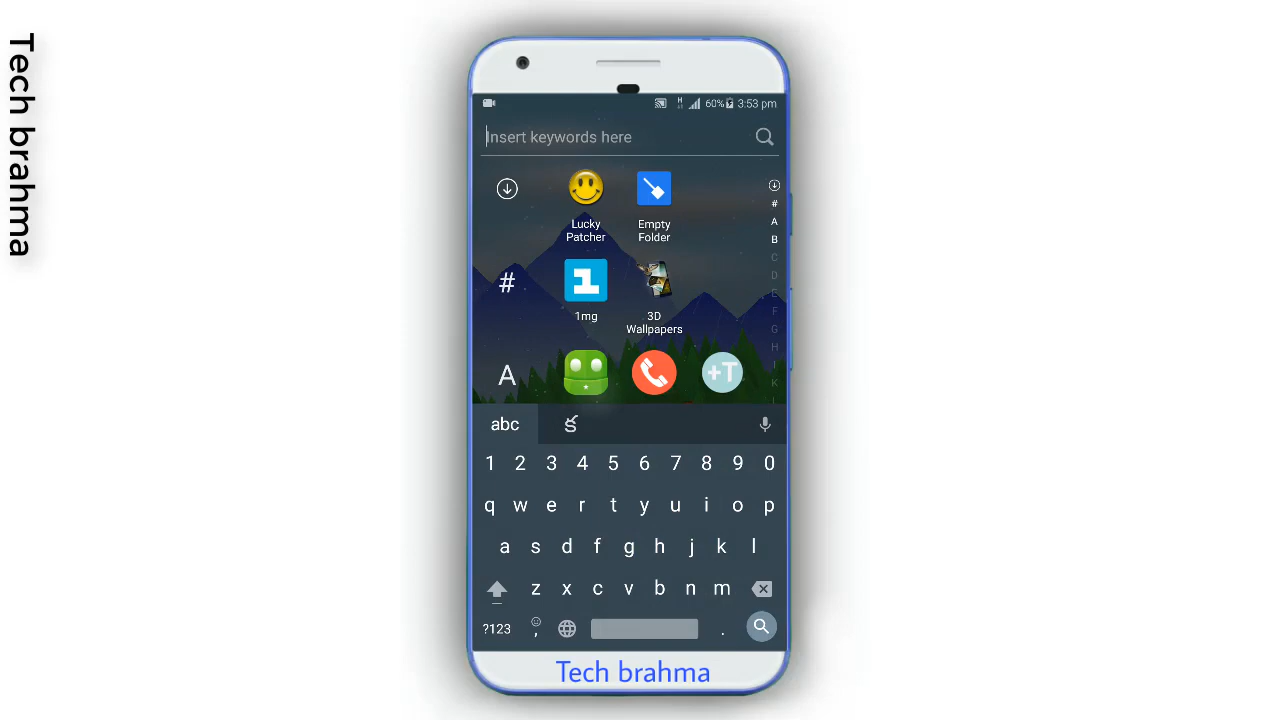 Tech brahma
H
60% 3:53 pm
Insert keywords here
Lucky
Patcher
Empty
Folder
#
1mg
3D
Wallpapers
A
+T
#
A
B
C
D
E
F
G
H
I
K
L
abc
1 2 3 4 5 6 7 8 9 0
q w e r t y u i o p
a s d f g h j k l
z x c v b n m
?123 , .
Tech brahma